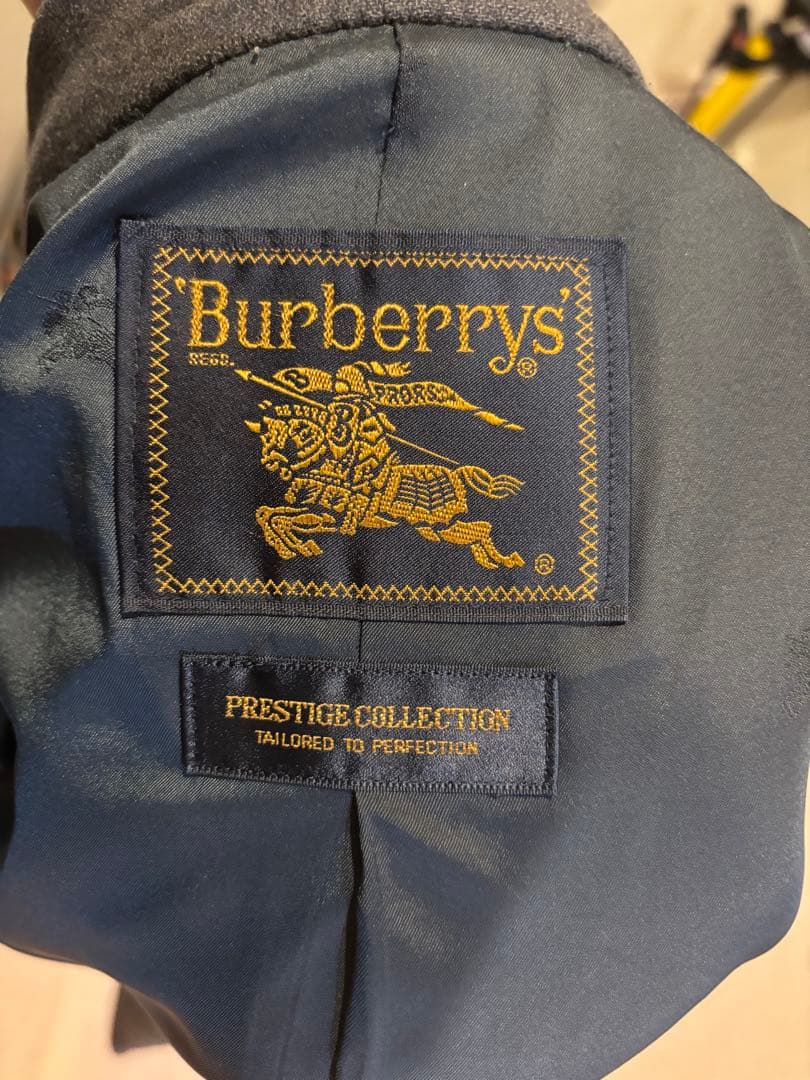 'Burberrys'
REGD. ®
B PRORSUM
®
PRESTIGE COLLECTION
TAILORED TO PERFECTION